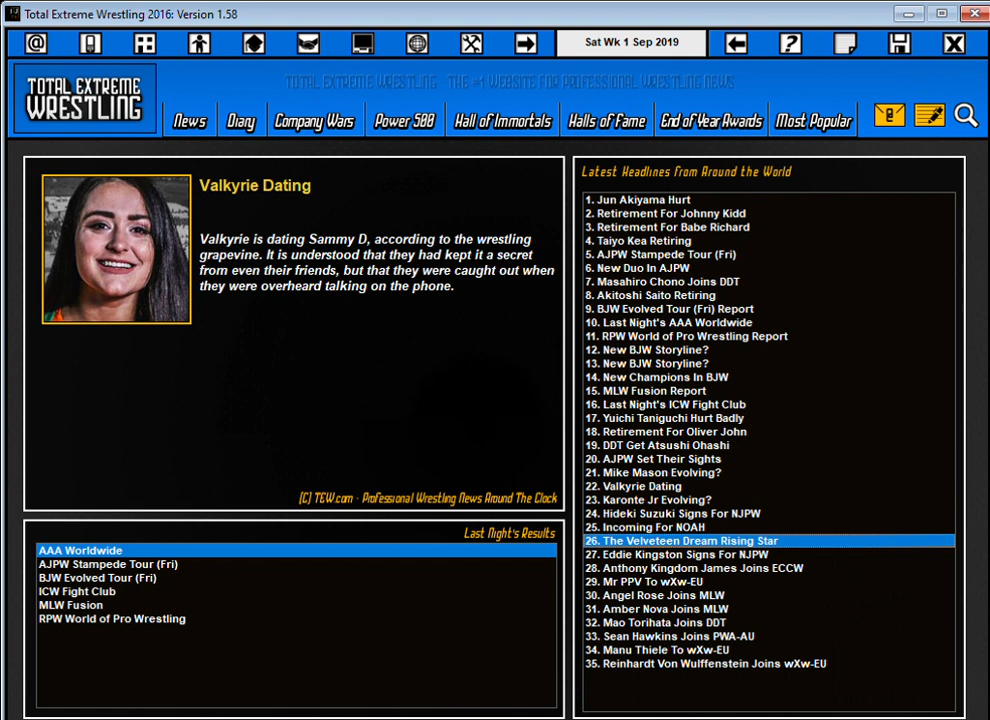 Total Extreme Wrestling 2016: Version 1.58
Sat Wk 1 Sep 2019
TOTAL EXTREME WRESTLING THE #1 WEBSITE FOR PROFESSIONAL WRESTLING NEWS
TOTAL EXTREME
WRESTLING
News
Diary
Company Wars
Power 500
Hall of Immortals
Halls of Fame
End of Year Awards
Most Popular
Valkyrie Dating
Valkyrie is dating Sammy D, according to the wrestling
grapevine. It is understood that they had kept it a secret
from even their friends, but that they were caught out when
they were overheard talking on the phone.
(C) TEW.com - Professional Wrestling News Around The Clock
Last Night's Results
AAA Worldwide
AJPW Stampede Tour (Fri)
BJW Evolved Tour (Fri)
ICW Fight Club
MLW Fusion
RPW World of Pro Wrestling
Latest Headlines From Around the World
1. Jun Akiyama Hurt
2. Retirement For Johnny Kidd
3. Retirement For Babe Richard
4. Taiyo Kea Retiring
5. AJPW Stampede Tour (Fri)
6. New Duo In AJPW
7. Masahiro Chono Joins DDT
8. Akitoshi Saito Retiring
9. BJW Evolved Tour (Fri) Report
10. Last Night's AAA Worldwide
11. RPW World of Pro Wrestling Report
12. New BJW Storyline?
13. New BJW Storyline?
14. New Champions In BJW
15. MLW Fusion Report
16. Last Night's ICW Fight Club
17. Yuichi Taniguchi Hurt Badly
18. Retirement For Oliver John
19. DDT Get Atsushi Ohashi
20. AJPW Set Their Sights
21. Mike Mason Evolving?
22. Valkyrie Dating
23. Karonte Jr Evolving?
24. Hideki Suzuki Signs For NJPW
25. Incoming For NOAH
26. The Velveteen Dream Rising Star
27. Eddie Kingston Signs For NJPW
28. Anthony Kingdom James Joins ECCW
29. Mr PPV To wXw-EU
30. Angel Rose Joins MLW
31. Amber Nova Joins MLW
32. Mao Torihata Joins DDT
33. Sean Hawkins Joins PWA-AU
34. Manu Thiele To wXw-EU
35. Reinhardt Von Wulffenstein Joins wXw-EU